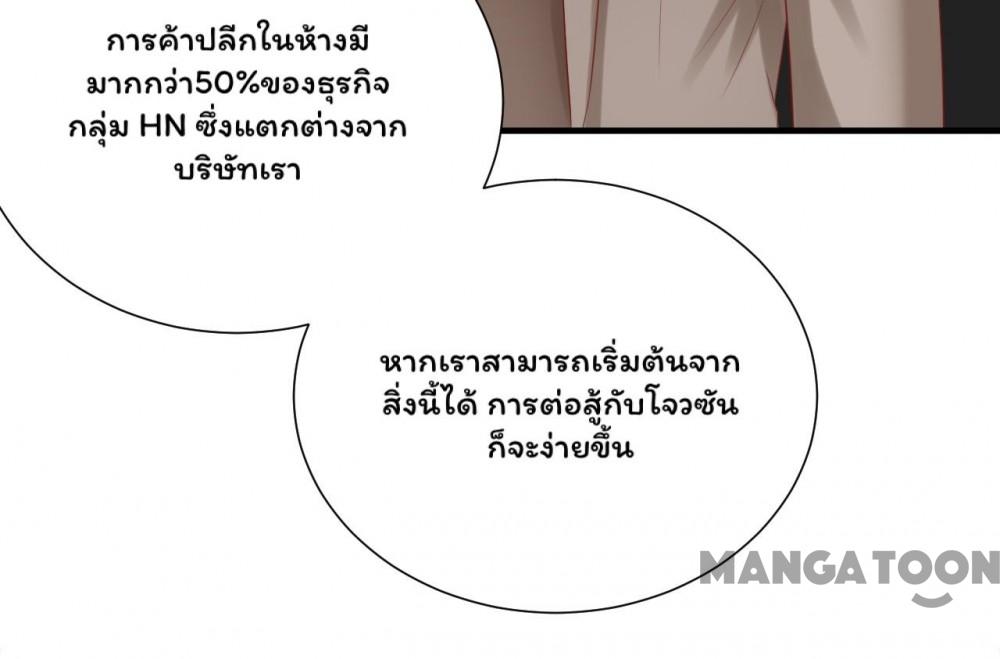 การค้าปลีกในห้างมี
มากกว่า50%ของธุรกิจ
กลุ่ม HN ซึ่งแตกต่างจาก
บริษัทเรา
หากเราสามารถเริ่มต้นจาก
สิ่งนี้ได้ การต่อสู้กับโจวซัน
ก็จะง่ายขึ้น
MANGATOON